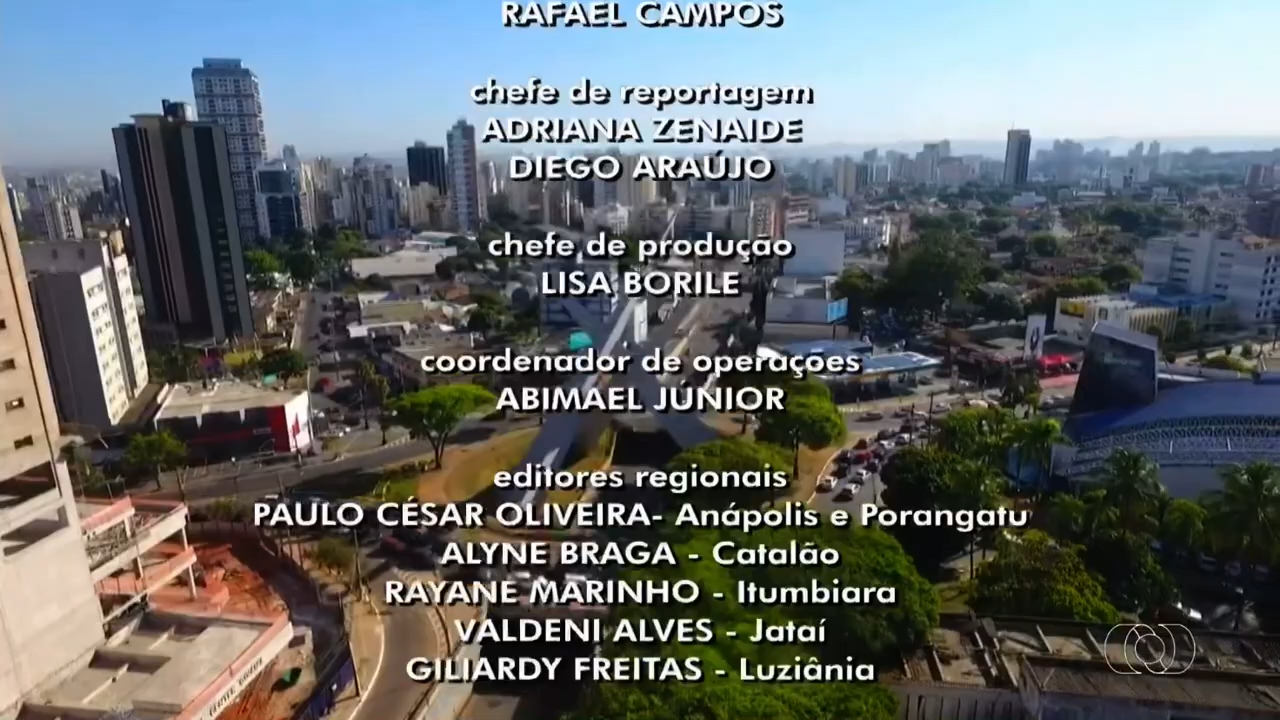 RAFAEL CAMPOS
chefe de reportagem
ADRIANA ZENAIDE
DIEGO ARAÚJO
chefe de produção
LISA BORILE
coordenador de operações
ABIMAEL JÚNIOR
editores regionais
PAULO CÉSAR OLIVEIRA- Anápolis e Porangatu
ALYNE BRAGA - Catalão
RAYANE MARINHO - Itumbiara
VALDENI ALVES - Jataí
GILIARDY FREITAS - Luziânia